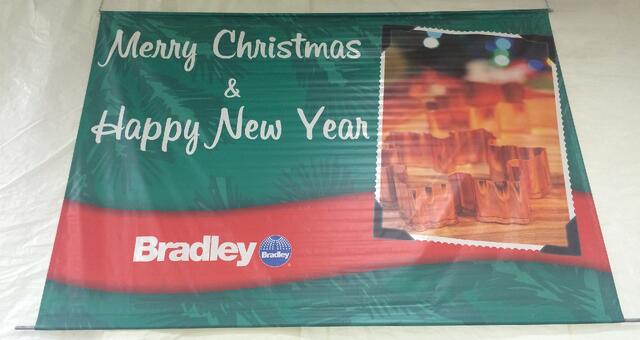 Merry Christmas
&
Happy New Year
Bradley
Bradley